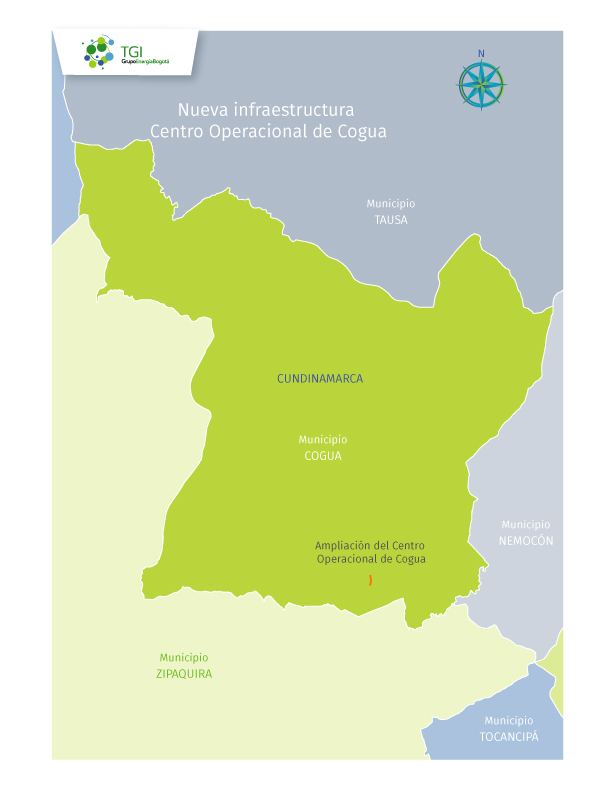 TGI
GrupoEnergíaBogotá
N
Nueva infraestructura
Centro Operacional de Cogua
Municipio
TAUSA
CUNDINAMARCA
Municipio
COGUA
Municipio
NEMOCÓN
Ampliación del Centro
Operacional de Cogua
Municipio
ZIPAQUIRA
Municipio
TOCANCIPÁ